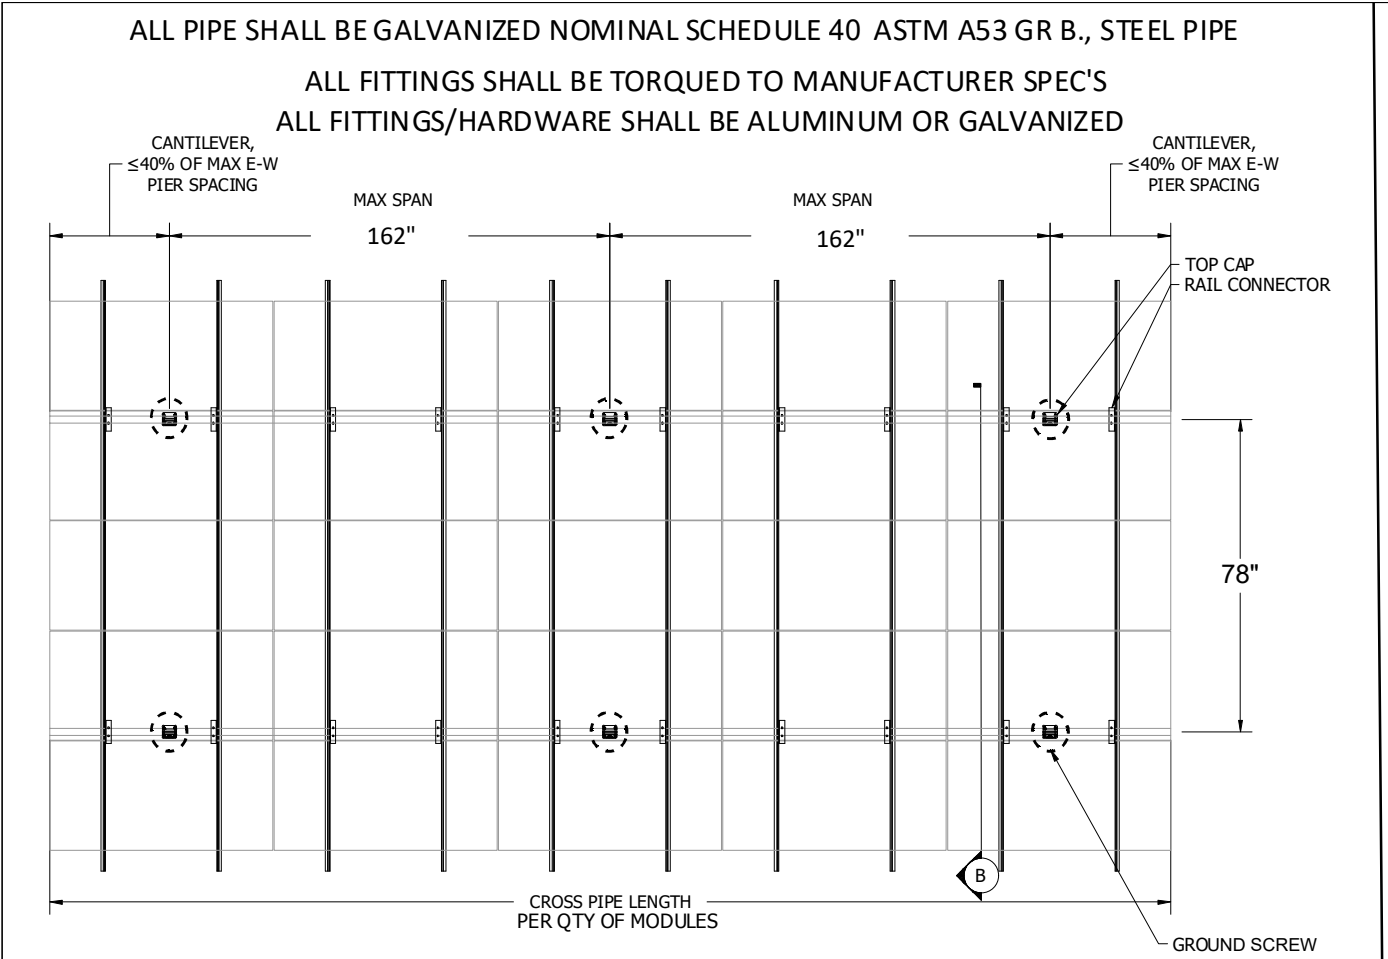 ALL PIPE SHALL BE GALVANIZED NOMINAL SCHEDULE 40 ASTM A53 GR B., STEEL PIPE
ALL FITTINGS SHALL BE TORQUED TO MANUFACTURER SPEC'S
ALL FITTINGS/HARDWARE SHALL BE ALUMINUM OR GALVANIZED
CANTILEVER,
≤40% OF MAX E-W
PIER SPACING
MAX SPAN
162"
MAX SPAN
162"
CANTILEVER,
≤40% OF MAX E-W
PIER SPACING
TOP CAP
RAIL CONNECTOR
78"
B
CROSS PIPE LENGTH
PER QTY OF MODULES
GROUND SCREW